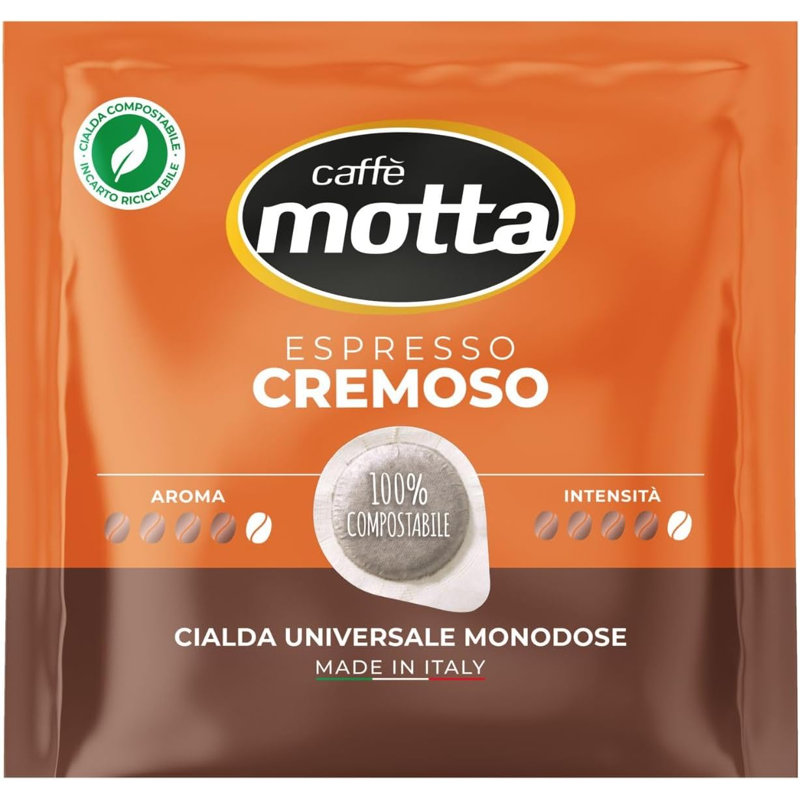 CIALDA COMPOSTABILE
INCARTO RICICLABILE
caffè
motta
ESPRESSO
CREMOSO
100%
COMPOSTABILE
AROMA
INTENSITÀ
CIALDA UNIVERSALE MONODOSE
MADE IN ITALY